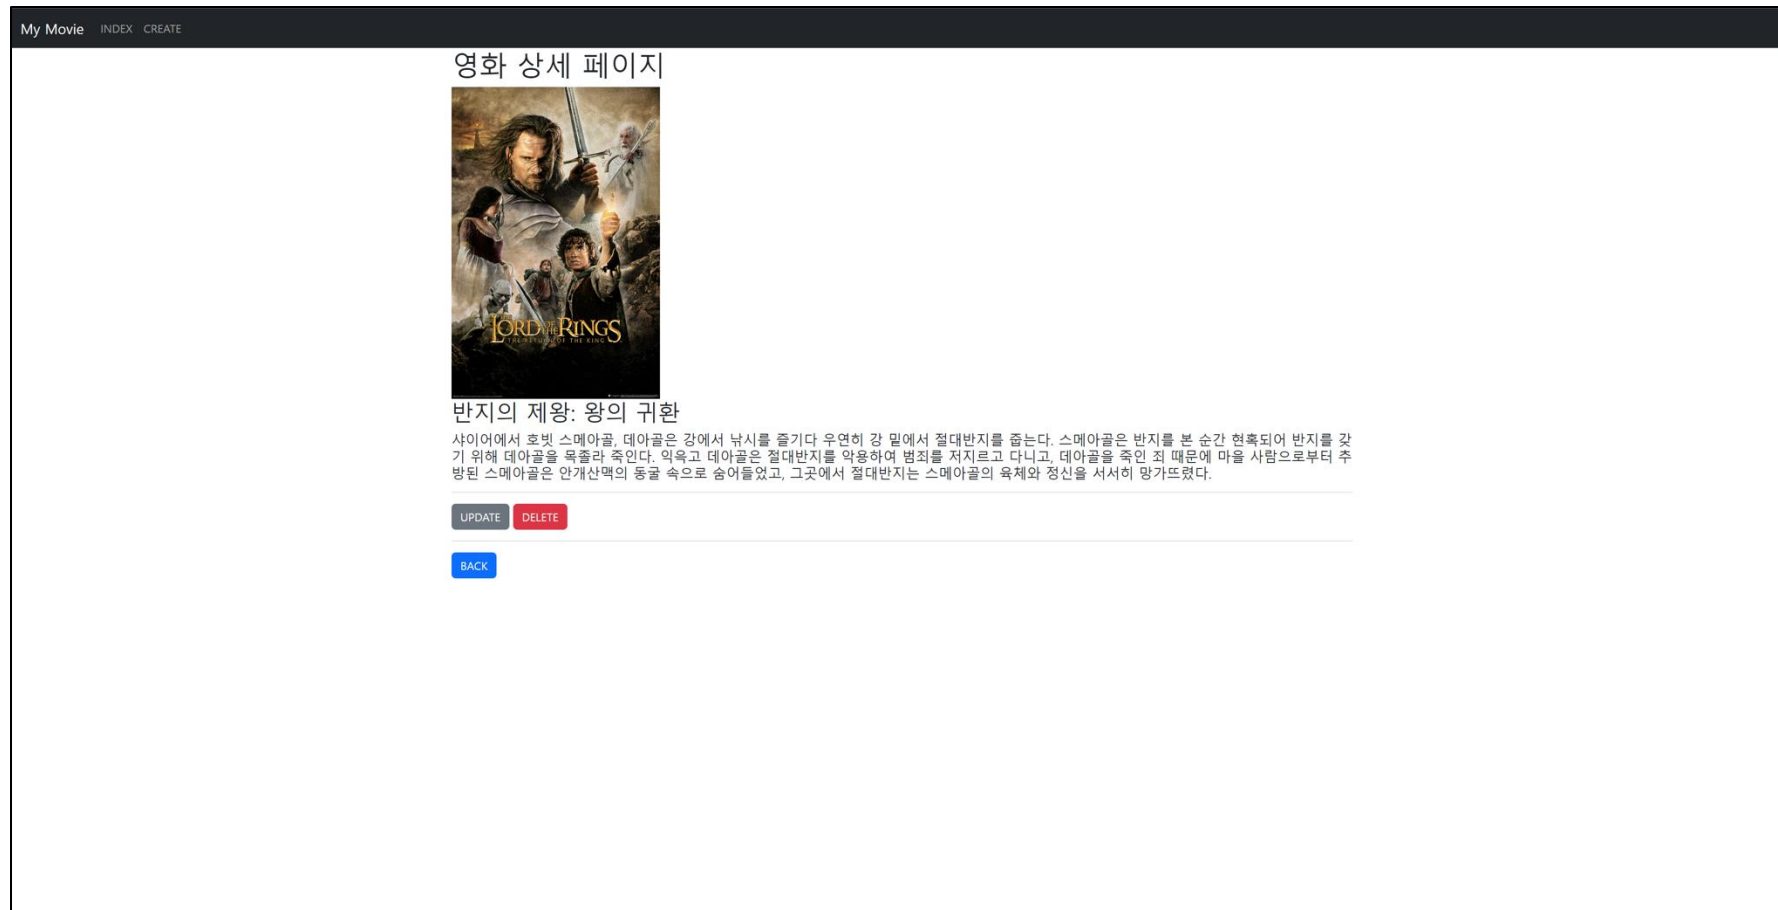 My Movie INDEX CREATE
영화 상세 페이지
THE LORD OF THE RINGS
THE RETURN OF THE KING
반지의 제왕: 왕의 귀환
샤이어에서 호빗 스메아골, 데아골은 강에서 낚시를 즐기다 우연히 강 밑에서 절대반지를 줍는다. 스메아골은 반지를 본 순간 현혹되어 반지를 갖
기 위해 데아골을 목졸라 죽인다. 익욱고 데아골은 절대반지를 악용하여 범죄를 저지르고 다니고, 데아골을 죽인 죄 때문에 마을 사람으로부터 추
방된 스메아골은 안개산맥의 동굴 속으로 숨어들었고, 그곳에서 절대반지는 스메아골의 육체와 정신을 서서히 망가뜨렸다.
UPDATE DELETE
BACK